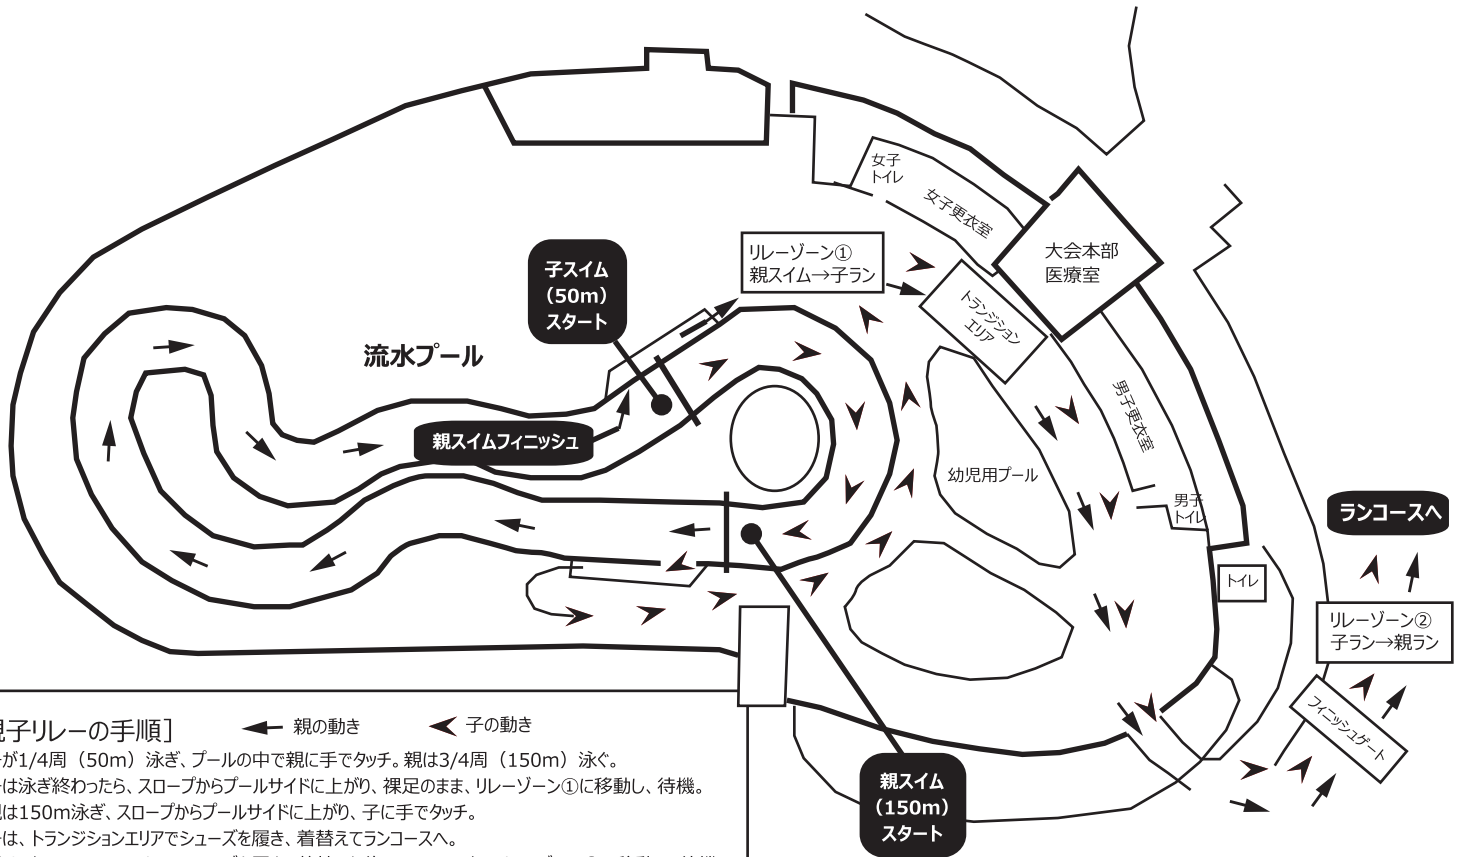 女子
トイレ
女子更衣室
大会本部
医療室
リレーゾーン①
親スイム→子ラン
子スイム
（50m）
スタート
トランジション
エリア
流水プール
男子更衣室
親スイムフィニッシュ
幼児用プール
男子
トイレ
ランコースへ
トイレ
リレーゾーン②
子ラン→親ラン
フィニッシュゲート
親スイム
（150m）
スタート
子リレーの手順］
親の動き
子の動き
が1/4周（50m）泳ぎ、プールの中で親に手でタッチ。親は3/4周（150m）泳ぐ。
は泳ぎ終わったら、スロープからプールサイドに上がり、裸足のまま、リレーゾーン①に移動し、待機。
は150m泳ぎ、スロープからプールサイドに上がり、子に手でタッチ。
は、トランジションエリアでシューズを履き、着替えてランコースへ。